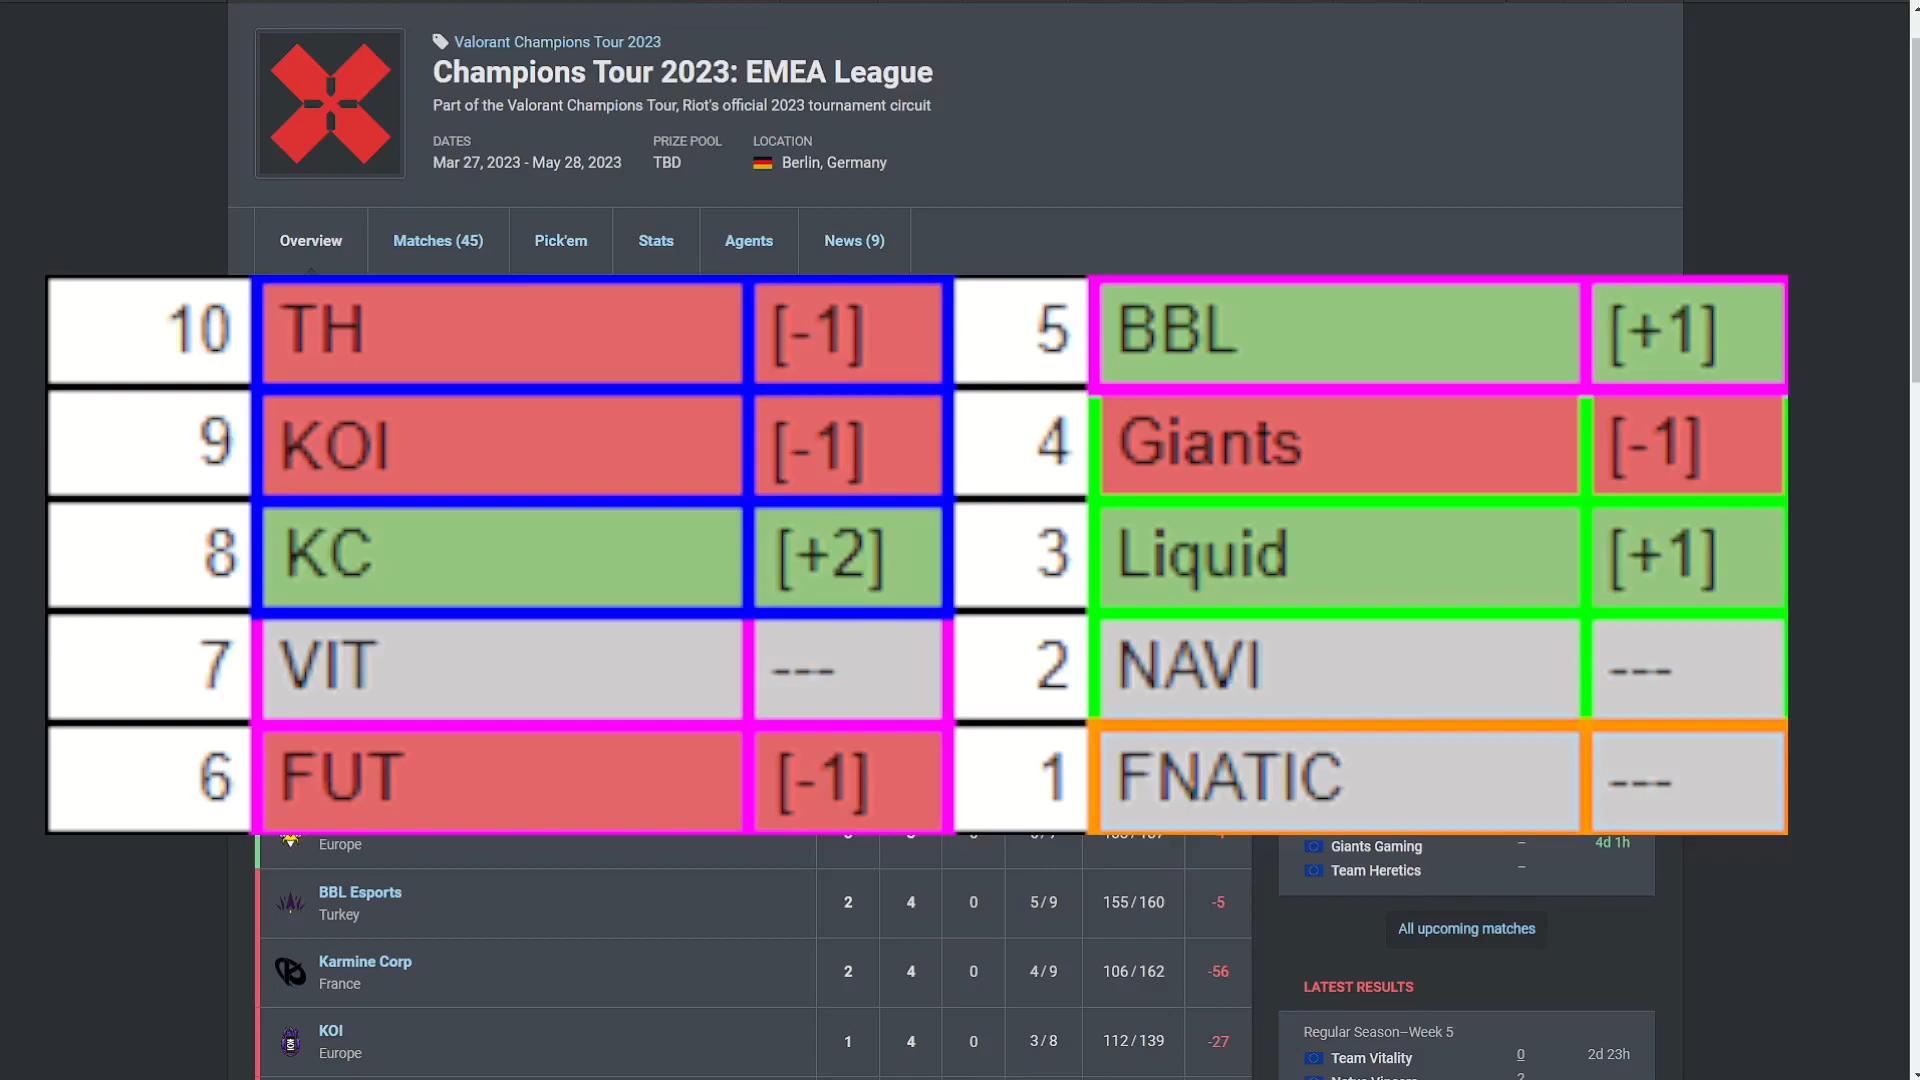 Valorant Champions Tour 2023
Champions Tour 2023: EMEA League
Part of the Valorant Champions Tour, Riot's official 2023 tournament circuit
DATES PRIZE POOL LOCATION
Mar 27, 2023 - May 28, 2023 TBD Berlin, Germany
Overview Matches (45) Pick'em Stats Agents News (9)
10 TH [-1] 5 BBL [+1]
9 KOI [-1] 4 Giants [-1]
8 KC [+2] 3 Liquid [+1]
7 VIT --- 2 NAVI ---
6 FUT [-1] 1 FNATIC ---
Europe
BBL Esports 2 4 0 5/9 155/160 -5
Turkey
Karmine Corp 2 4 0 4/9 106/162 -56
France
KOI 1 4 0 3/8 112/139 -27
Europe
Giants Gaming – 4d 1h
Team Heretics –
All upcoming matches
LATEST RESULTS
Regular Season–Week 5
Team Vitality 0 2d 23h